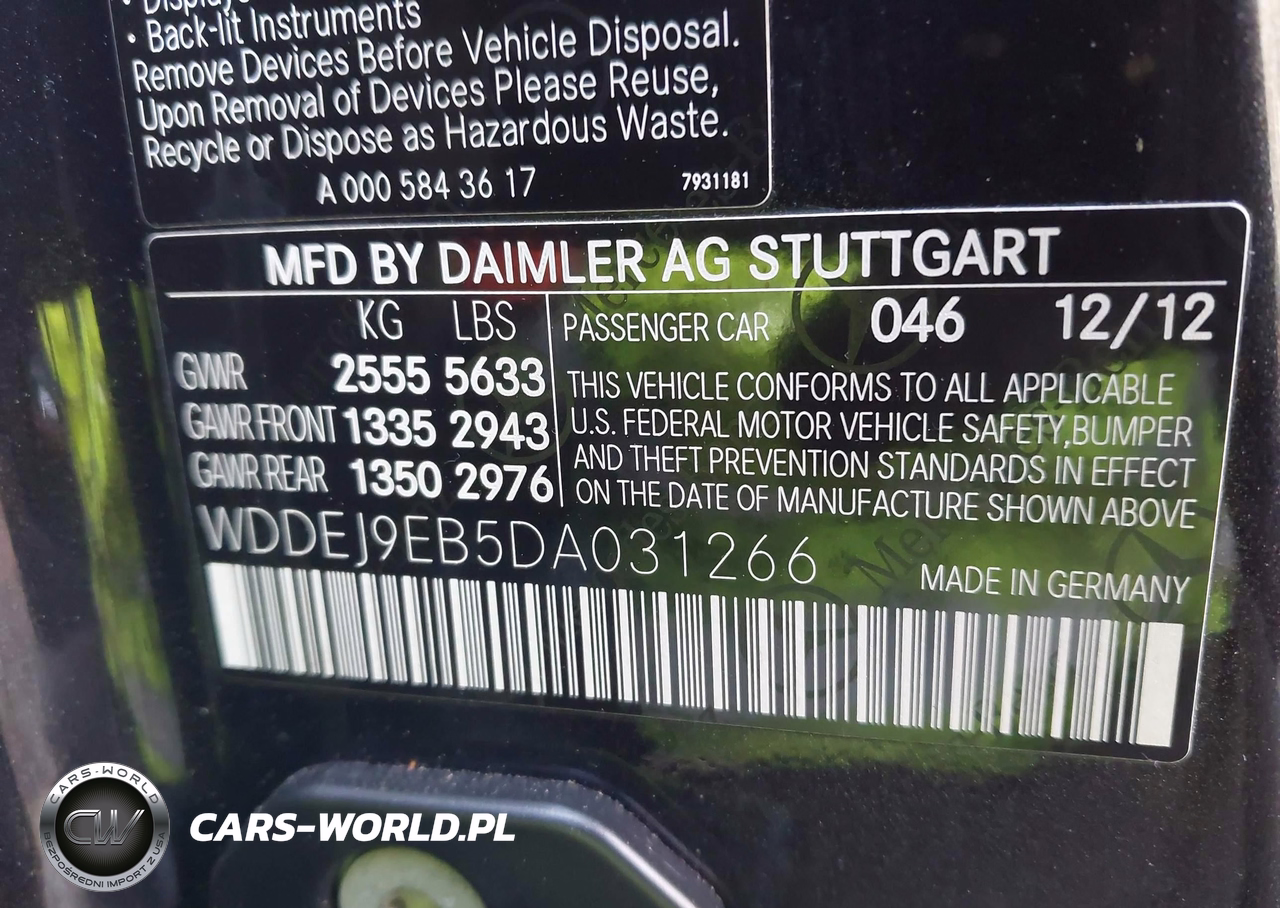 • Displays
• Back-lit Instruments
Remove Devices Before Vehicle Disposal.
Upon Removal of Devices Please Reuse,
Recycle or Dispose as Hazardous Waste.
A 000 584 36 17 7931181
MFD BY DAIMLER AG STUTTGART
KG LBS
GVWR 2555 5633
GAWR FRONT 1335 2943
GAWR REAR 1350 2976
PASSENGER CAR 046 12/12
THIS VEHICLE CONFORMS TO ALL APPLICABLE
U.S. FEDERAL MOTOR VEHICLE SAFETY, BUMPER
AND THEFT PREVENTION STANDARDS IN EFFECT
ON THE DATE OF MANUFACTURE SHOWN ABOVE
WDDEJ9EB5DA031266
MADE IN GERMANY
CARS-WORLD
CW
BEZPOŚREDNI IMPORT Z USA
CARS-WORLD.PL